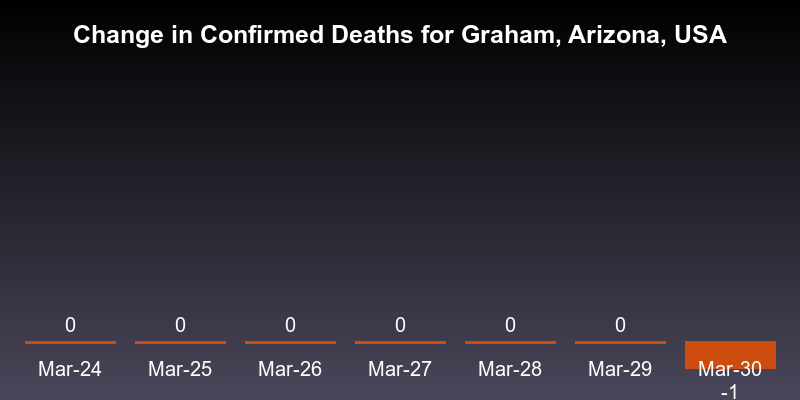 Change in Confirmed Deaths for Graham, Arizona, USA
0 0 0 0 0 0
Mar-24 Mar-25 Mar-26 Mar-27 Mar-28 Mar-29 Mar-30
-1